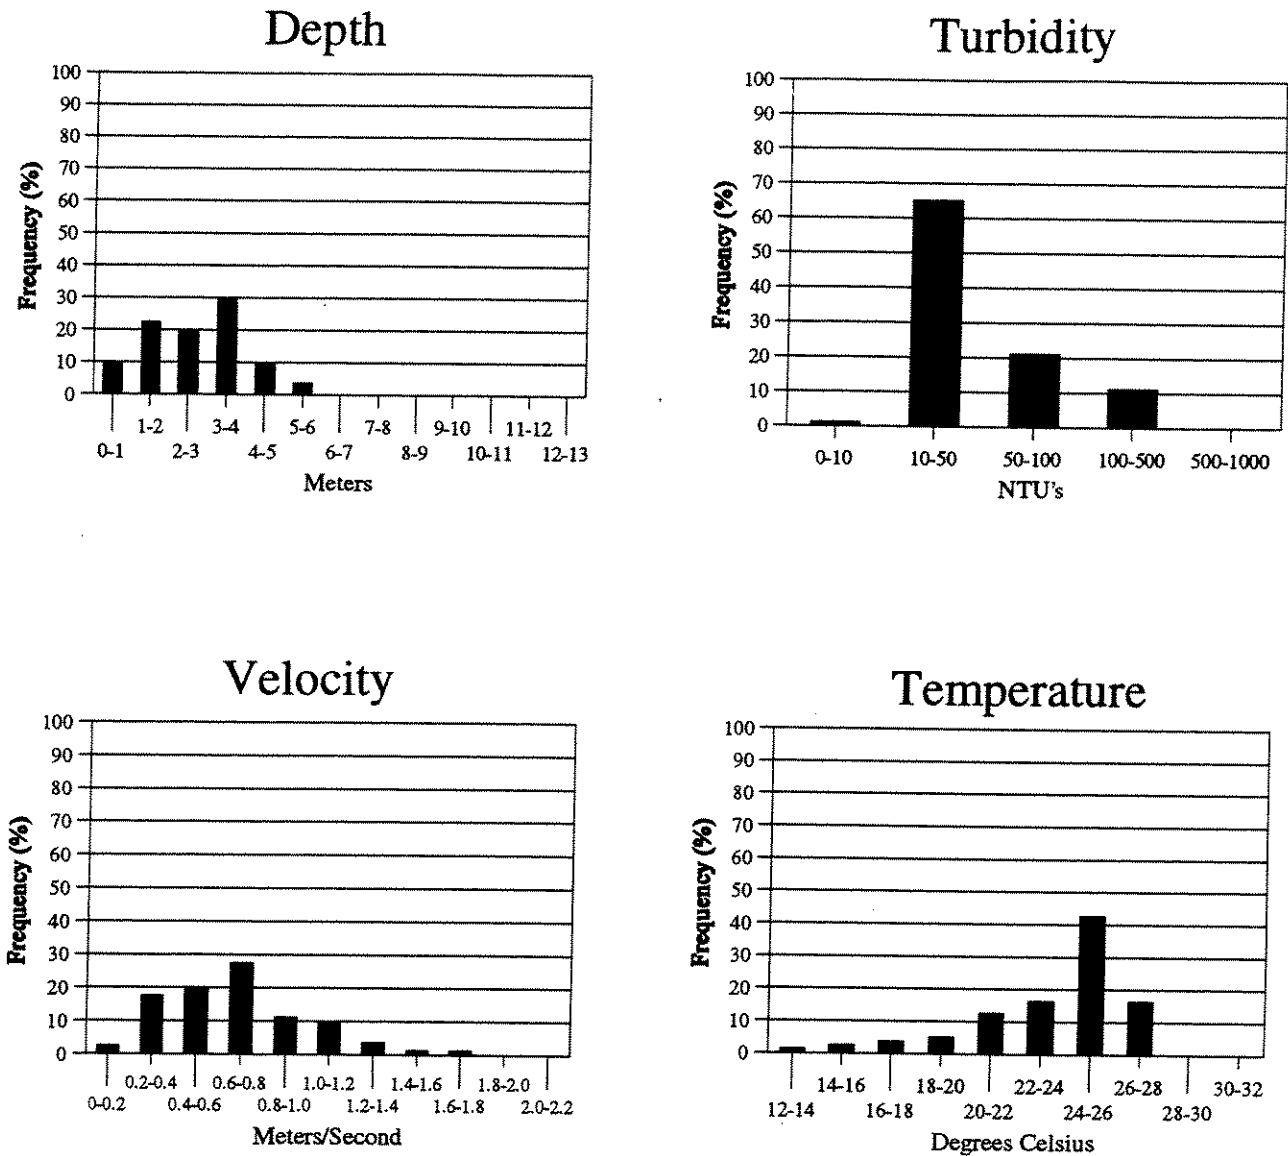 Depth
100
90
80
70
60
50
40
30
20
10
0
Frequency (%)
1-2 3-4 5-6 7-8 9-10 11-12
0-1 2-3 4-5 6-7 8-9 10-11 12-13
Meters
Turbidity
100
90
80
70
60
50
40
30
20
10
0
Frequency (%)
0-10 10-50 50-100 100-500 500-1000
NTU's
Velocity
100
90
80
70
60
50
40
30
20
10
0
Frequency (%)
0.2-0.4 0.6-0.8 1.0-1.2 1.4-1.6 1.8-2.0
0-0.2 0.4-0.6 0.8-1.0 1.2-1.4 1.6-1.8 2.0-2.2
Meters/Second
Temperature
100
90
80
70
60
50
40
30
20
10
0
Frequency (%)
14-16 18-20 22-24 26-28 30-32
12-14 16-18 20-22 24-26 28-30
Degrees Celsius